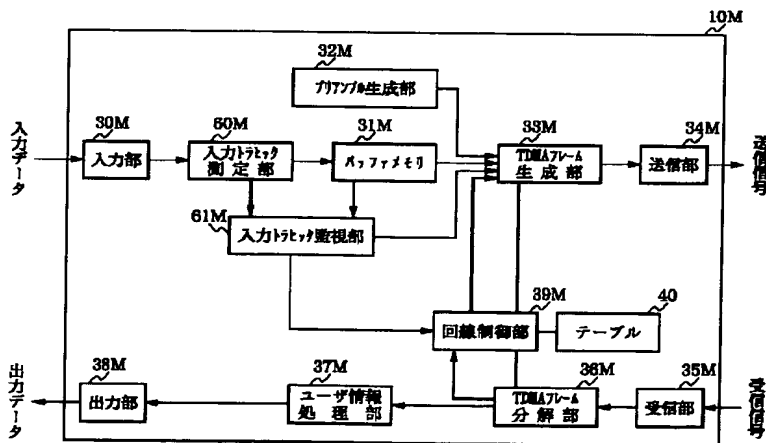 10M
32M
プリアンブル生成部
入力データ
30M
入力部
60M
入力トラヒック
測定部
31M
バッファメモリ
33M
TDMAフレーム
生成部
34M
送信部
送信信号
61M
入力トラヒック監視部
39M
回線制御部
40
テーブル
出力データ
38M
出力部
37M
ユーザ情報
処理部
36M
TDMAフレーム
分解部
35M
受信部
受信信号